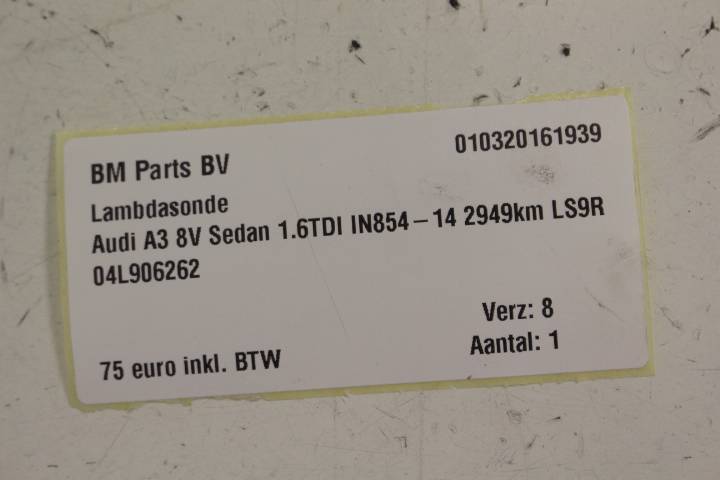 BM Parts BV 010320161939
Lambdasonde
Audi A3 8V Sedan 1.6TDI IN854-14 2949km LS9R
04L906262
Verz: 8
75 euro inkl. BTW Aantal: 1